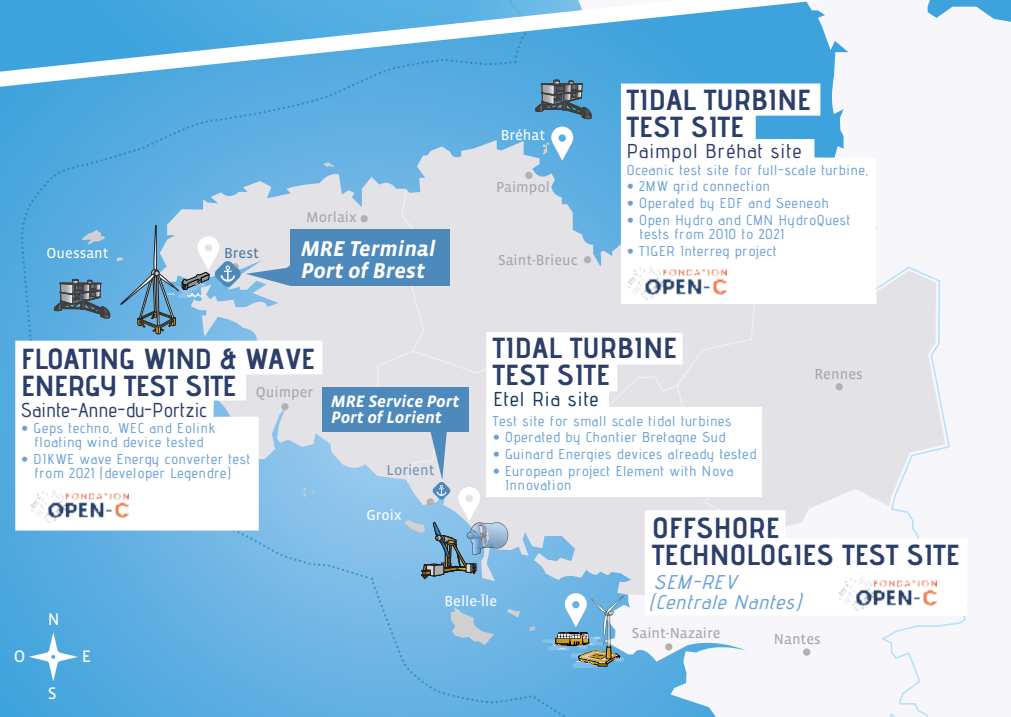 TIDAL TURBINE
TEST SITE
Paimpol Bréhat site
Oceanic test site for full-scale turbine,
• 2MW grid connection
• Operated by EDF and Seeneoh
• Open Hydro and CMN HydroQuest
tests from 2010 to 2021
• TIGER Interreg project
FONDATION
OPEN-C
Bréhat
Paimpol
Morlaix
Saint-Brieuc
Ouessant
Brest
MRE Terminal
Port of Brest
FLOATING WIND & WAVE
ENERGY TEST SITE
Sainte-Anne-du-Portzic
• Geps techno, WEC and Eolink
floating wind device tested
• DIKWE wave Energy converter test
from 2021 (developer Legendre)
FONDATION
OPEN-C
Quimper
MRE Service Port
Port of Lorient
Lorient
Groix
TIDAL TURBINE
TEST SITE
Etel Ria site
Test site for small scale tidal turbines
• Operated by Chantier Bretagne Sud
• Guinard Energies devices already tested
• European project Element with Nova
Innovation
Rennes
OFFSHORE
TECHNOLOGIES TEST SITE
SEM-REV
(Centrale Nantes)
FONDATION
OPEN-C
Belle-Île
Saint-Nazaire
Nantes
N
O E
S